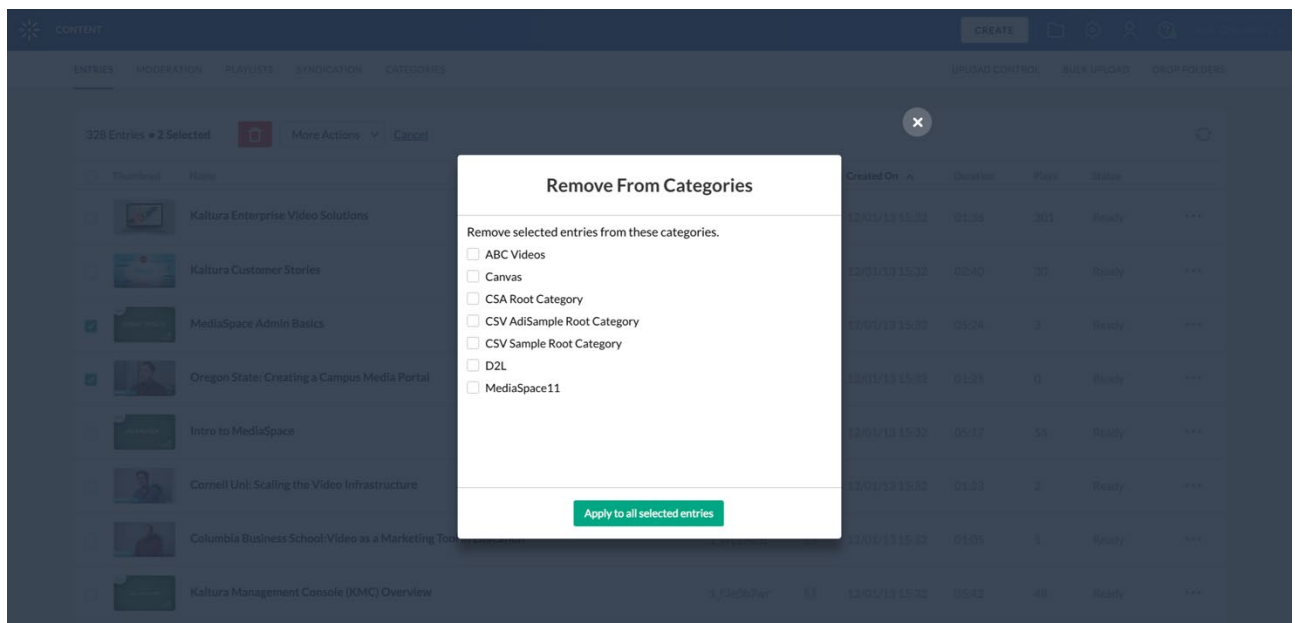 CONTENT
CREATE
ENTRIES MODERATION PLAYLISTS SYNDICATION CATEGORIES UPLOAD CONTROL BULK UPLOAD DROP FOLDERS
328 Entries • 2 Selected More Actions Cancel
Thumbnail Name Created On Duration Plays Status
Remove From Categories
Remove selected entries from these categories.
ABC Videos
Canvas
CSA Root Category
CSV AdiSample Root Category
CSV Sample Root Category
D2L
MediaSpace11
Apply to all selected entries
Kaltura Enterprise Video Solutions 12/01/13 15:32 Ready
Kaltura Customer Stories 12/01/13 15:32 02:40 Ready
MediaSpace Admin Basics 12/01/13 15:32 Ready
Oregon State: Creating a Campus Media Portal 12/01/13 15:32 0 Ready
Intro to MediaSpace 12/01/13 15:32 Ready
Cornell Uni: Scaling the Video Infrastructure 12/01/13 15:32 Ready
Columbia Business School: Video as a Marketing 12/01/13 15:32 Ready
Kaltura Management Console (KMC) Overview 12/01/13 15:32 Ready